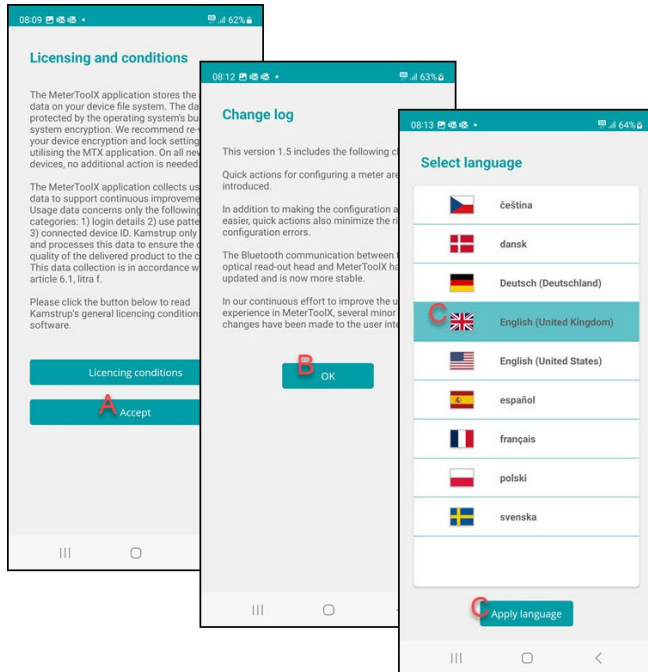 08:09 62%
Licensing and conditions
The MeterToolX application stores the
data on your device file system. The da
protected by the operating system's bu
system encryption. We recommend re-
your device encryption and lock setting
utilising the MTX application. On all new
devices, no additional action is needed
The MeterToolX application collects us
data to support continuous improveme
Usage data concerns only the following
categories: 1) login details 2) use patte
3) connected device ID. Kamstrup only
and processes this data to ensure the
quality of the delivered product to the c
This data collection is in accordance w
article 6.1, litra f.
Please click the button below to read
Kamstrup's general licencing conditions
software.
Licencing conditions
A
Accept
08:12 63%
Change log
This version 1.5 includes the following c
Quick actions for configuring a meter are
introduced.
In addition to making the configuration a
easier, quick actions also minimize the ri
configuration errors.
The Bluetooth communication between
optical read-out head and MeterToolX ha
updated and is now more stable.
In our continuous effort to improve the u
experience in MeterToolX, several minor
changes have been made to the user inte
B
OK
08:13 64%
Select language
čeština
dansk
Deutsch (Deutschland)
C
English (United Kingdom)
English (United States)
español
français
polski
svenska
C
Apply language